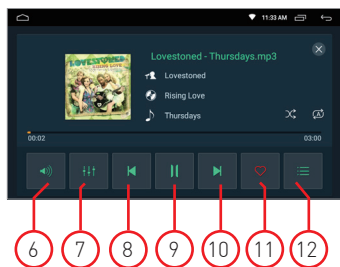 11:33 AM
Lovestoned - Thursdays.mp3
LOVESTONED
RISING LOVE
Lovestoned
Rising Love
Thursdays
A
00:02
03:00
6
7
8
9
10
11
12